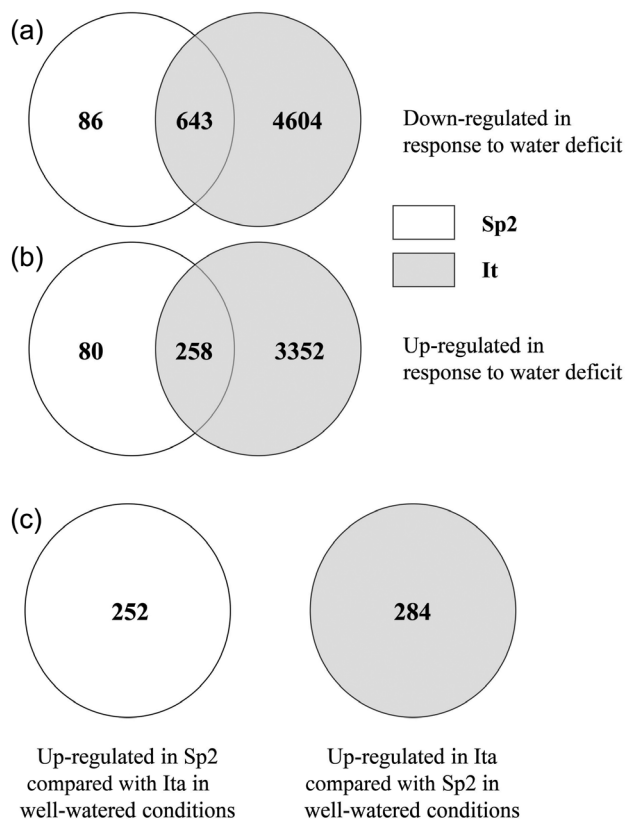 (a)
86 643 4604
Down-regulated in
response to water deficit
Sp2
It
(b)
80 258 3352
Up-regulated in
response to water deficit
(c)
252
284
Up-regulated in Sp2
compared with Ita in
well-watered conditions
Up-regulated in Ita
compared with Sp2 in
well-watered conditions